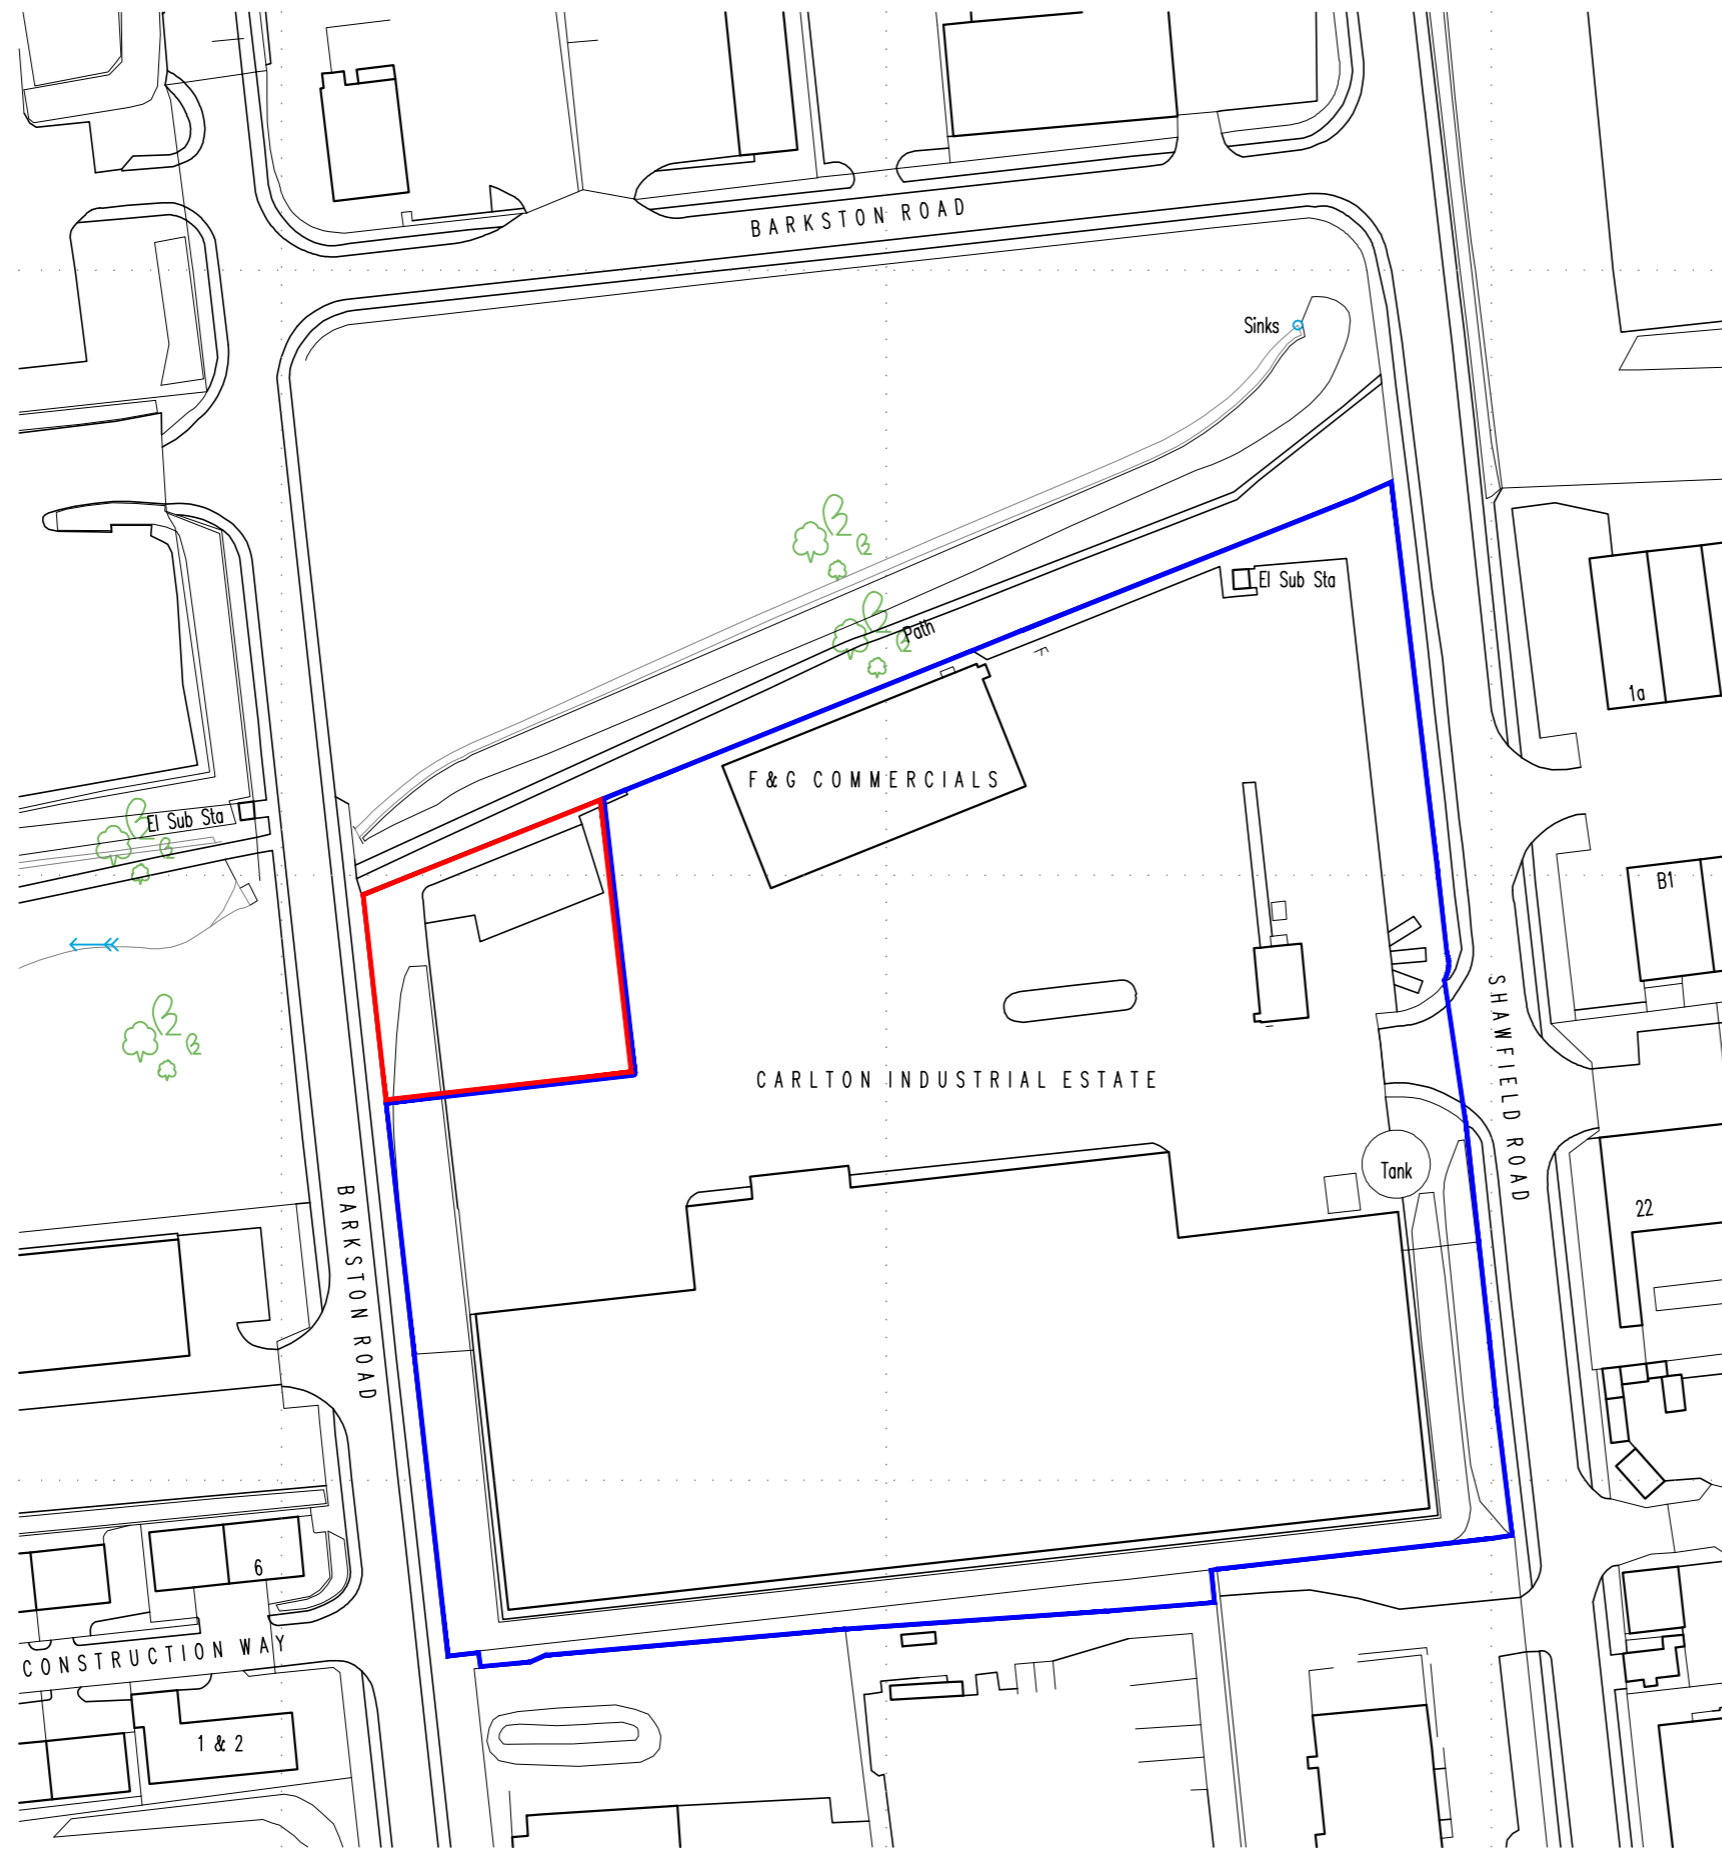 BARKSTON ROAD
Sinks
El Sub Sta
Path
1a
F&G COMMERCIALS
El Sub Sta
B1
SHAWFIELD ROAD
CARLTON INDUSTRIAL ESTATE
Tank
BARKSTON ROAD
22
6
CONSTRUCTION WAY
1 & 2